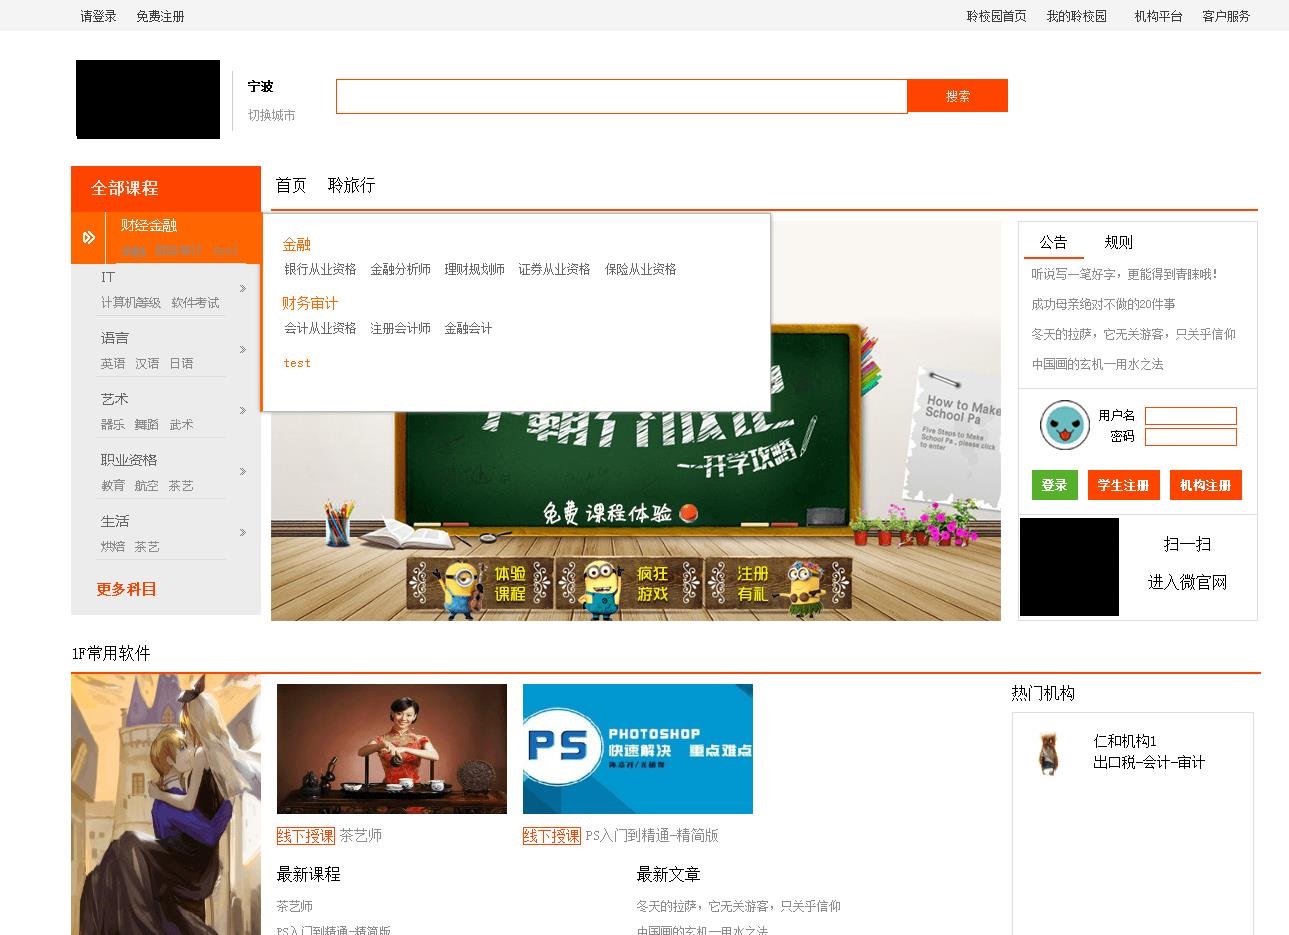 请登录 免费注册 聆校园首页 我的聆校园 机构平台 客户服务
宁波
切换城市
搜索
全部课程
首页 聆旅行
财经金融
IT
计算机等级 软件考试
语言
英语 汉语 日语
艺术
器乐 舞蹈 武术
职业资格
教育 航空 茶艺
生活
烘焙 茶艺
更多科目
金融
银行从业资格 金融分析师 理财规划师 证券从业资格 保险从业资格
财务审计
会计从业资格 注册会计师 金融会计
test
开学攻略
免费课程体验
体验课程
疯狂游戏
注册有礼
How to Make
School Pa
Five Steps to Make
School Pa , please click
to enter
公告 规则
听说写一笔好字，更能得到青睐哦！
成功母亲绝对不做的20件事
冬天的拉萨，它无关游客，只关乎信仰
中国画的玄机—用水之法
用户名
密码
登录 学生注册 机构注册
扫一扫
进入微官网
1F常用软件
PS
PHOTOSHOP
快速解决 重点难点
线下授课 茶艺师
线下授课 PS入门到精通-精简版
最新课程
茶艺师
PS入门到精通-精简版
最新文章
冬天的拉萨，它无关游客，只关乎信仰
中国画的玄机—用水之法
热门机构
仁和机构1
出口税-会计-审计